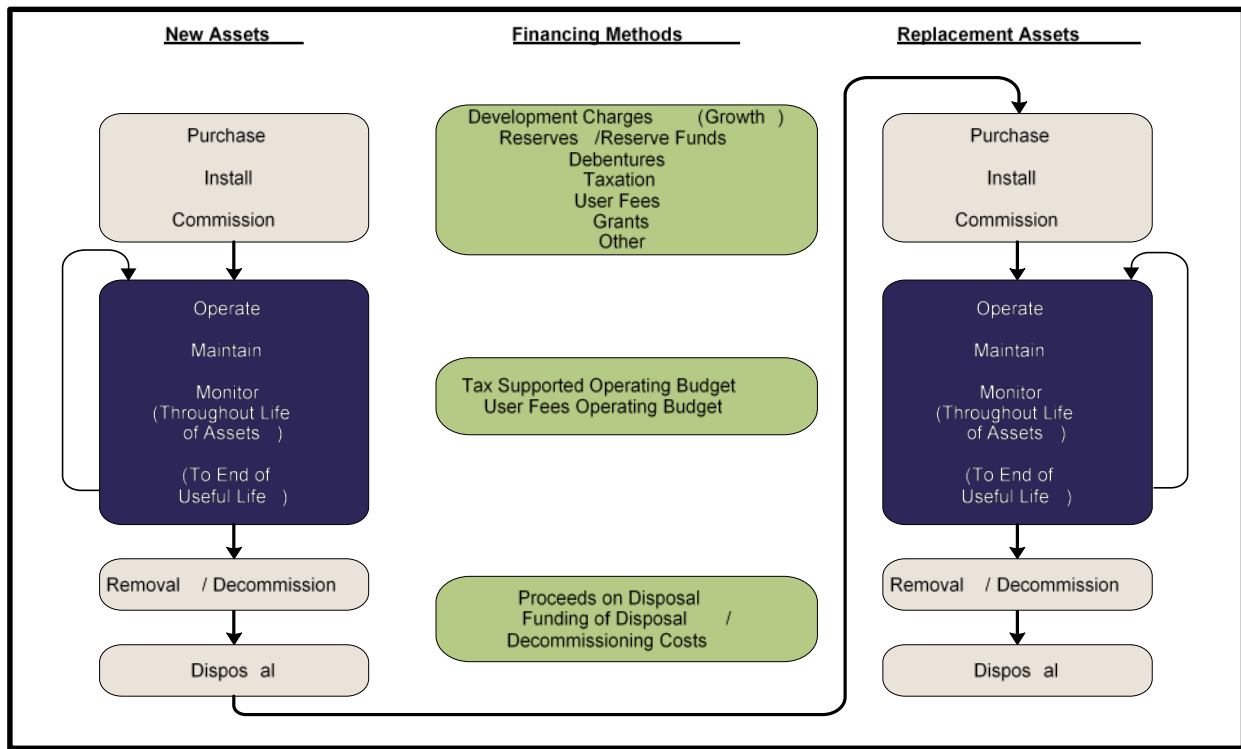 New Assets
Purchase
Install
Commission
Operate
Maintain
Monitor
(Throughout Life
of Assets )
(To End of
Useful Life )
Removal / Decommission
Dispos al
Financing Methods
Development Charges (Growth )
Reserves /Reserve Funds
Debentures
Taxation
User Fees
Grants
Other
Tax Supported Operating Budget
User Fees Operating Budget
Proceeds on Disposal
Funding of Disposal /
Decommissioning Costs
Replacement Assets
Purchase
Install
Commission
Operate
Maintain
Monitor
(Throughout Life
of Assets )
(To End of
Useful Life )
Removal / Decommission
Dispos al